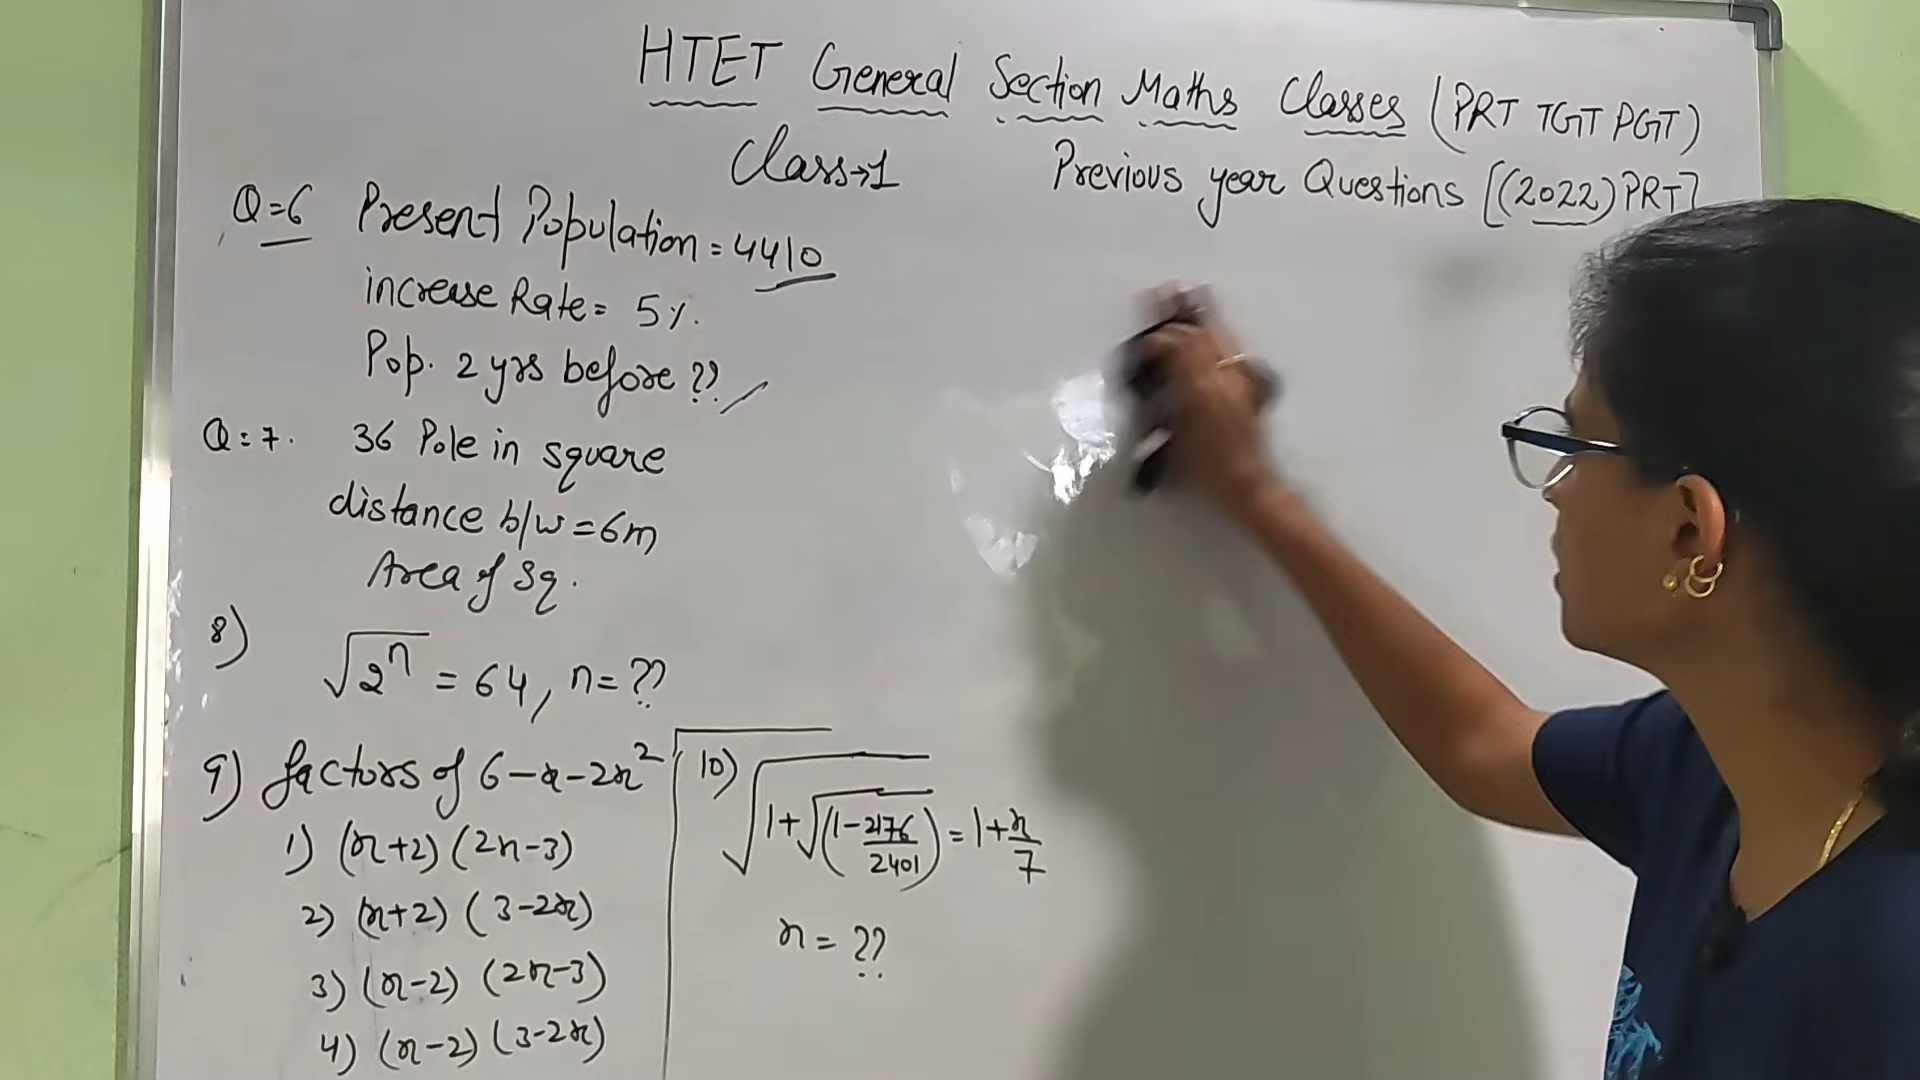 HTET General Section Maths Classes (PRT TGT PGT)
Class→1 Previous year Questions [(2022) PRT]
Q=6 Present Population = 4410
increase Rate = 5%.
Pop. 2 yrs before ??
Q=7. 36 Pole in square
distance b/w = 6m
Area of Sq.
8) √2^n = 64, n = ??
9) factors of 6-x-2x²
1) (x+2) (2x-3)
2) (x+2) (3-2x)
3) (x-2) (2x-3)
4) (x-2) (3-2x)
10) √(1+√(1-2176/2401)) = 1+x/7
x = ??